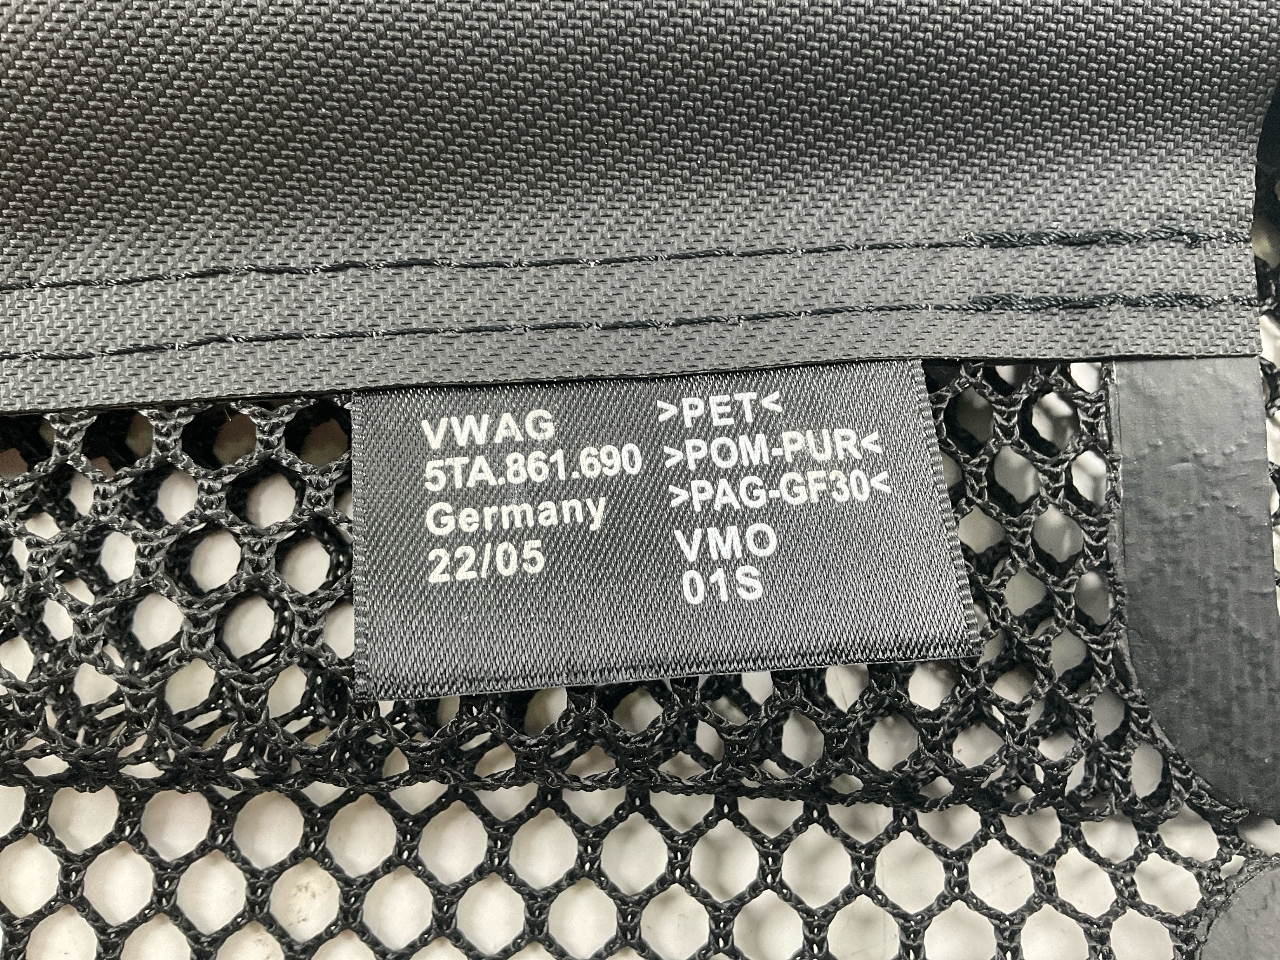 VWAG
5TA.861.690
Germany
22/05
>PET<
>POM-PUR<
>PAG-GF30<
VMO
01S